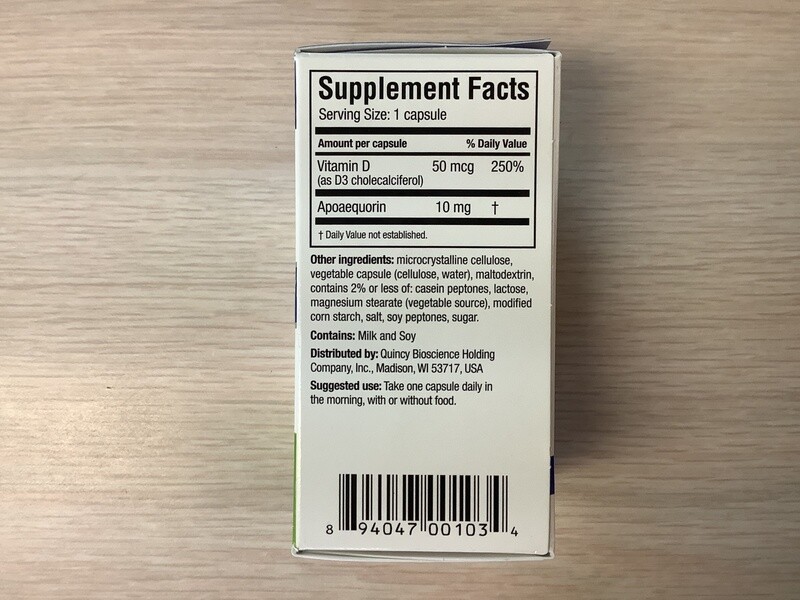 Supplement Facts
Serving Size: 1 capsule
Amount per capsule % Daily Value
Vitamin D 50 mcg 250%
(as D3 cholecalciferol)
Apoaequorin 10 mg †
† Daily Value not established.
Other ingredients: microcrystalline cellulose,
vegetable capsule (cellulose, water), maltodextrin,
contains 2% or less of: casein peptones, lactose,
magnesium stearate (vegetable source), modified
corn starch, salt, soy peptones, sugar.
Contains: Milk and Soy
Distributed by: Quincy Bioscience Holding
Company, Inc., Madison, WI 53717, USA
Suggested use: Take one capsule daily in
the morning, with or without food.
8 94047 00103 4